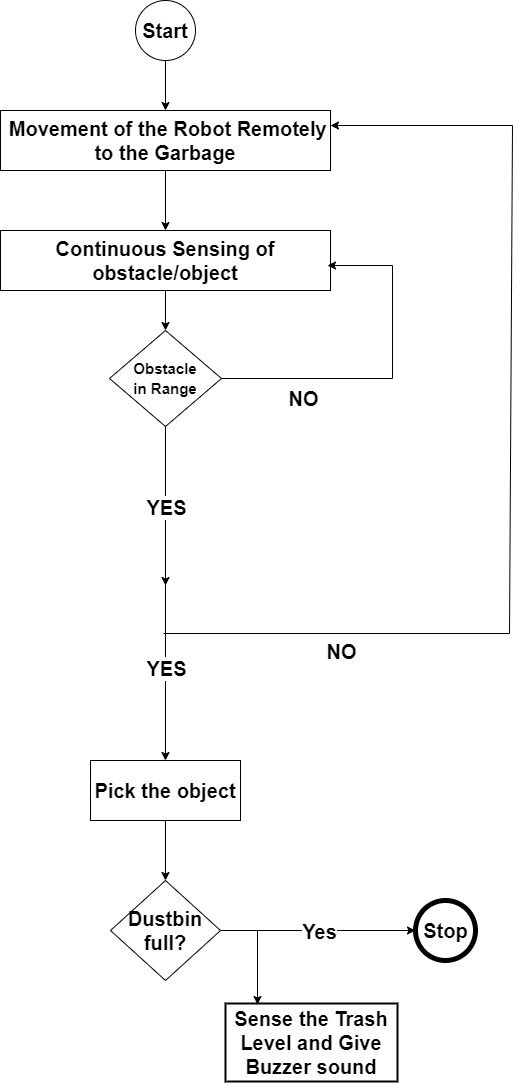 Start
Movement of the Robot Remotely
to the Garbage
Continuous Sensing of
obstacle/object
Obstacle
in Range
NO
YES
NO
YES
Pick the object
Dustbin
full?
Yes
Stop
Sense the Trash
Level and Give
Buzzer sound